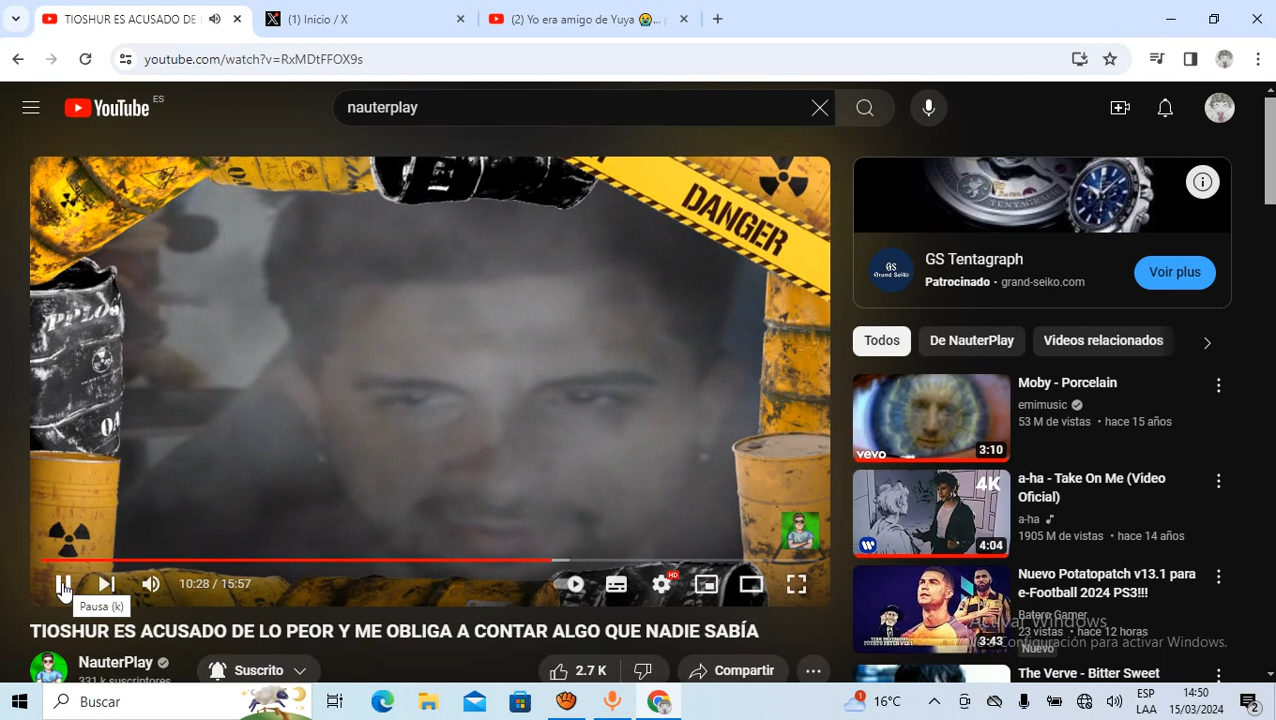 TIOSHUR ES ACUSADO DE
(1) Inicio / X
(2) Yo era amigo de Yuya 😭...
youtube.com/watch?v=RxMDtFFOX9s
YouTube ES
nauterplay
DANGER
GS Tentagraph
Patrocinado · grand-seiko.com
Voir plus
Todos
De NauterPlay
Videos relacionados
Moby - Porcelain
emimusic
53 M de vistas • hace 15 años
vevo
3:10
a-ha - Take On Me (Video
Oficial)
a-ha
1905 M de vistas • hace 14 años
4K
4:04
Nuevo Potatopatch v13.1 para
e-Football 2024 PS3!!!
Batero Gamer
23 vistas • hace 12 horas
Nuevo
3:43
Activar Windows
Configuración para activar Windows.
The Verve - Bitter Sweet
10:28 / 15:57
HD
Pausa (k)
TIOSHUR ES ACUSADO DE LO PEOR Y ME OBLIGA A CONTAR ALGO QUE NADIE SABÍA
NauterPlay
331 k suscriptores
Suscrito
2.7 K
Compartir
Buscar
16°C
ESP
LAA
14:50
15/03/2024
2